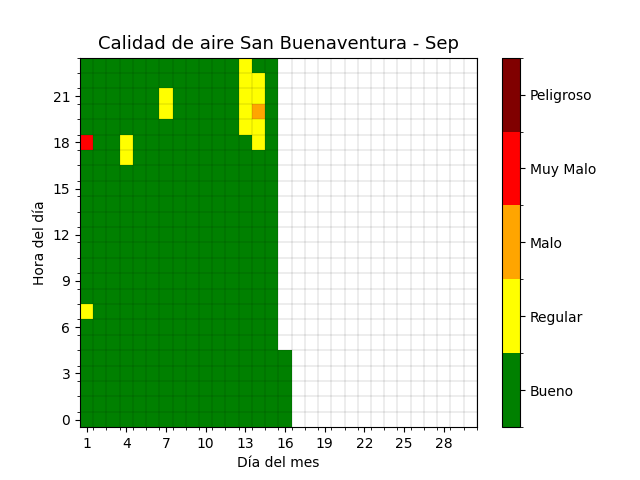 Calidad de aire San Buenaventura - Sep
Hora del día
21
18
15
12
9
6
3
0
1 4 7 10 13 16 19 22 25 28
Día del mes
Peligroso
Muy Malo
Malo
Regular
Bueno